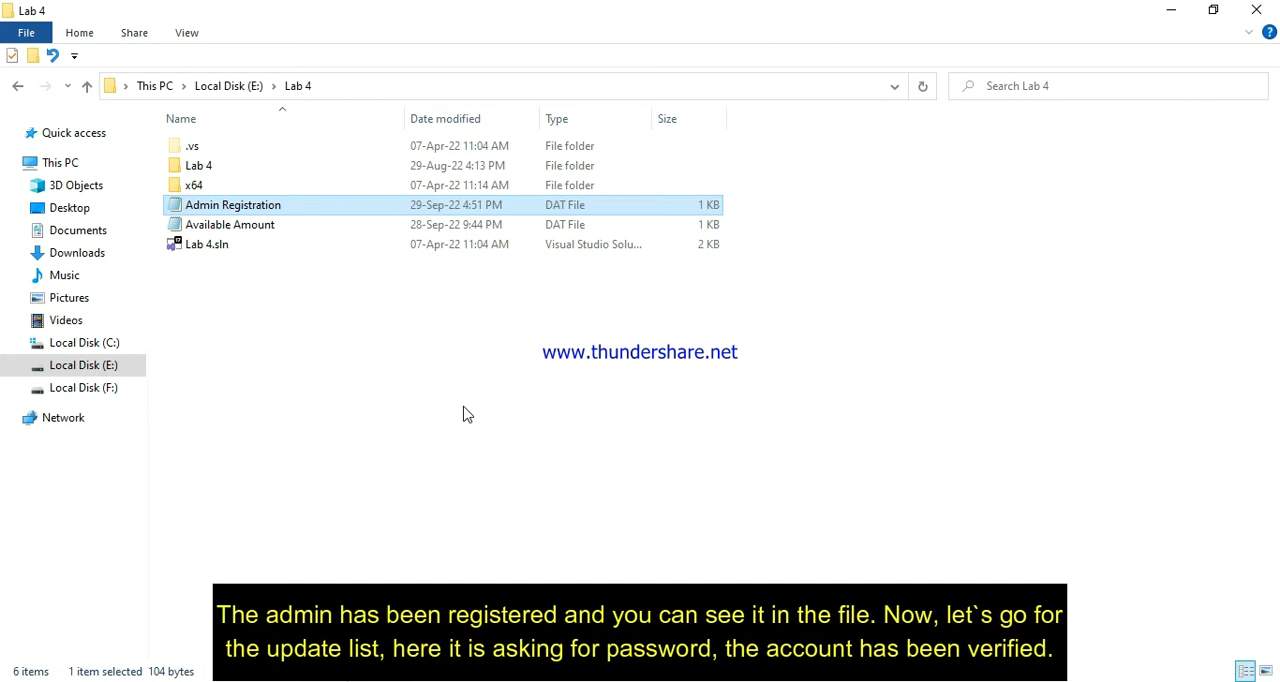 Lab 4
File Home Share View
This PC Local Disk (E:) Lab 4
Search Lab 4
Name Date modified Type Size
Quick access
This PC
3D Objects
Desktop
Documents
Downloads
Music
Pictures
Videos
Local Disk (C:)
Local Disk (E:)
Local Disk (F:)
Network
.vs 07-Apr-22 11:04 AM File folder
Lab 4 29-Aug-22 4:13 PM File folder
x64 07-Apr-22 11:14 AM File folder
Admin Registration 29-Sep-22 4:51 PM DAT File 1 KB
Available Amount 28-Sep-22 9:44 PM DAT File 1 KB
Lab 4.sln 07-Apr-22 11:04 AM Visual Studio Solu... 2 KB
www.thundershare.net
The admin has been registered and you can see it in the file. Now, let`s go for
the update list, here it is asking for password, the account has been verified.
6 items 1 item selected 104 bytes